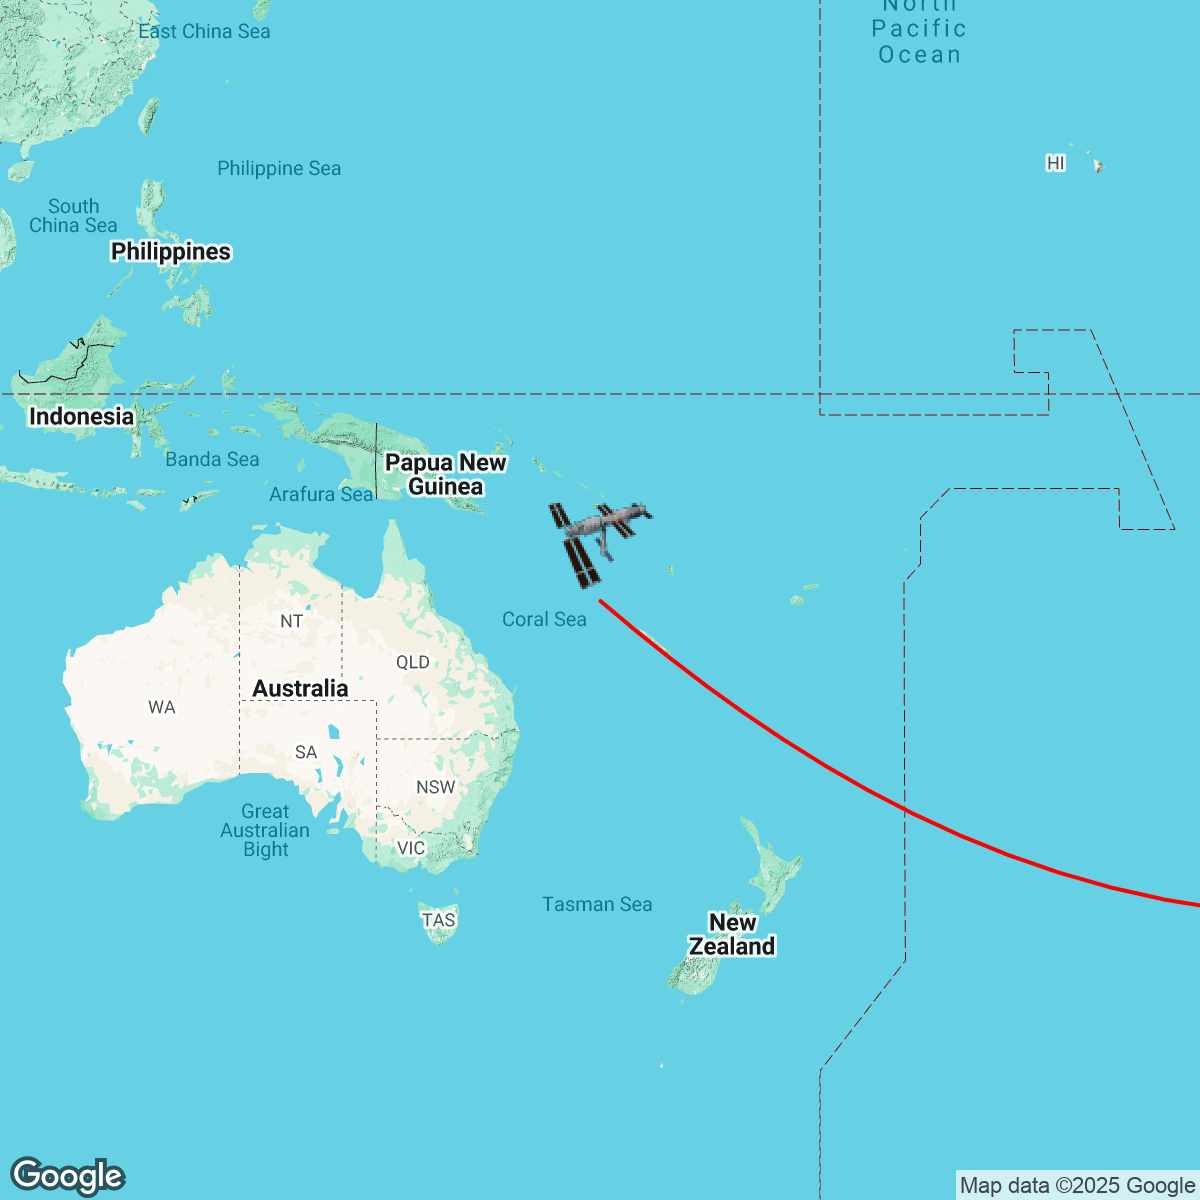 North
Pacific
Ocean
East China Sea
HI
Philippine Sea
South
China Sea
Philippines
Indonesia
Banda Sea
Papua New
Guinea
Arafura Sea
Coral Sea
NT
QLD
Australia
WA
SA
NSW
Great
Australian
Bight
VIC
TAS
Tasman Sea
New
Zealand
Google
Map data ©2025 Google